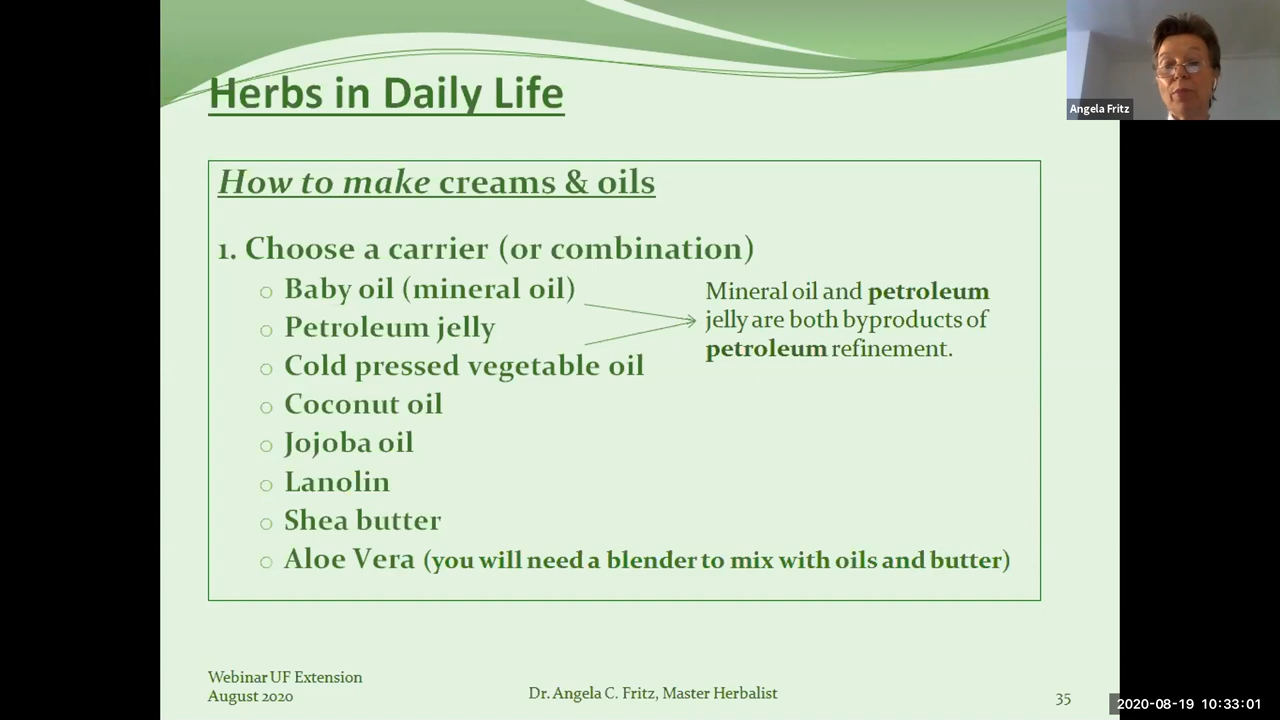 Herbs in Daily Life
Angela Fritz
How to make creams & oils
1. Choose a carrier (or combination)
Baby oil (mineral oil)
Petroleum jelly
Cold pressed vegetable oil
Coconut oil
Jojoba oil
Lanolin
Shea butter
Aloe Vera (you will need a blender to mix with oils and butter)
Mineral oil and petroleum
jelly are both byproducts of
petroleum refinement.
Webinar UF Extension
August 2020
Dr. Angela C. Fritz, Master Herbalist
35
2020-08-19 10:33:01